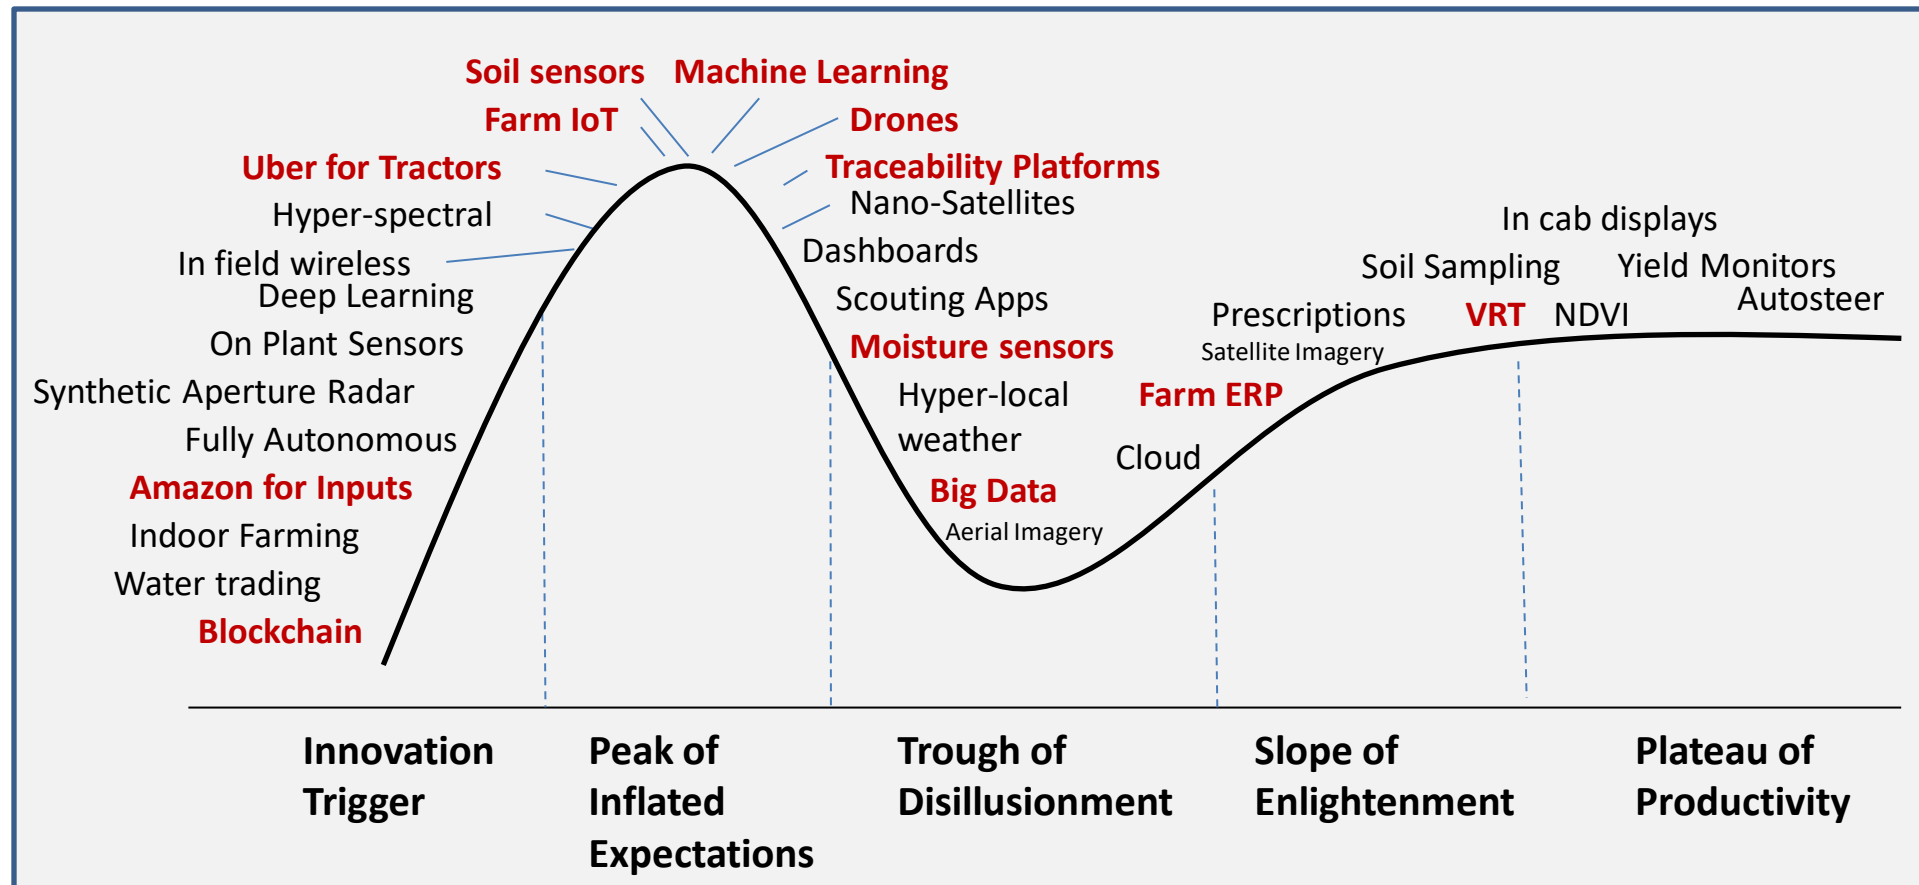 Soil sensors
Machine Learning
Farm IoT
Drones
Uber for Tractors
Traceability Platforms
Hyper-spectral
Nano-Satellites
In field wireless
Dashboards
Deep Learning
Scouting Apps
On Plant Sensors
Moisture sensors
Synthetic Aperture Radar
Hyper-local
weather
Fully Autonomous
Amazon for Inputs
Big Data
Indoor Farming
Aerial Imagery
Water trading
Blockchain
Cloud
Farm ERP
Satellite Imagery
Prescriptions
Soil Sampling
VRT
NDVI
In cab displays
Yield Monitors
Autosteer
Innovation
Trigger
Peak of
Inflated
Expectations
Trough of
Disillusionment
Slope of
Enlightenment
Plateau of
Productivity